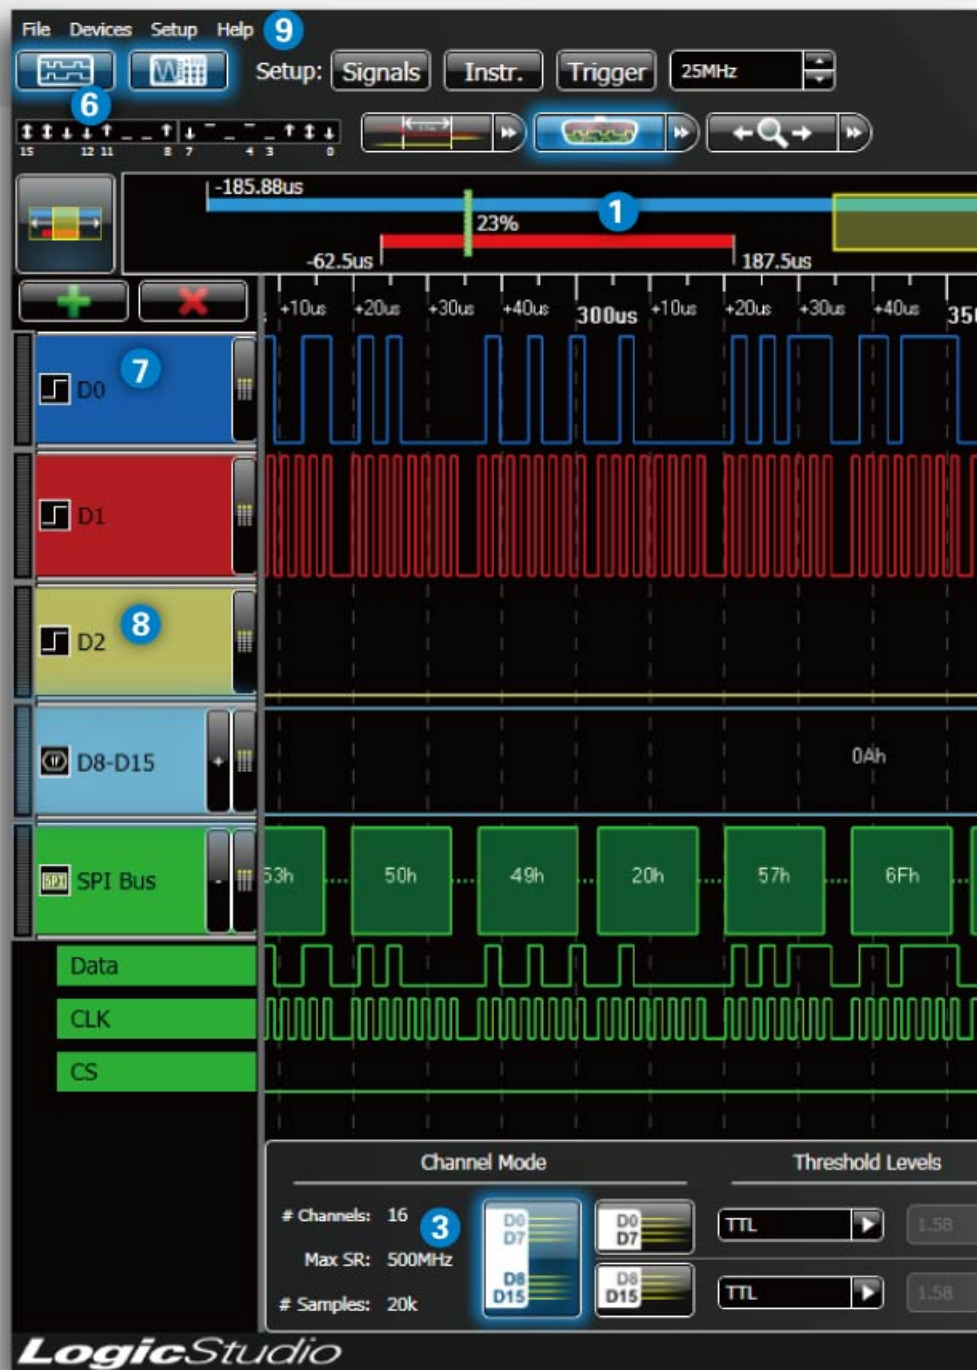 File Devices Setup Help 9
Setup: Signals Instr. Trigger 25MHz
6
15 12 11 8 7 4 3 0
-185.88us
1
23%
-62.5us 187.5us
+10us +20us +30us +40us 300us +10us +20us +30us +40us 350
D0 7
D1
D2 8
D8-D15 + 0Ah
SPI SPI Bus - 53h 50h 49h 20h 57h 6Fh
Data
CLK
CS
Channel Mode Threshold Levels
# Channels: 16 3 D0 D7 D8 D15 D0 D7 TTL 1.58
Max SR: 500MHz
# Samples: 20k D8 D15 TTL 1.58
LogicStudio